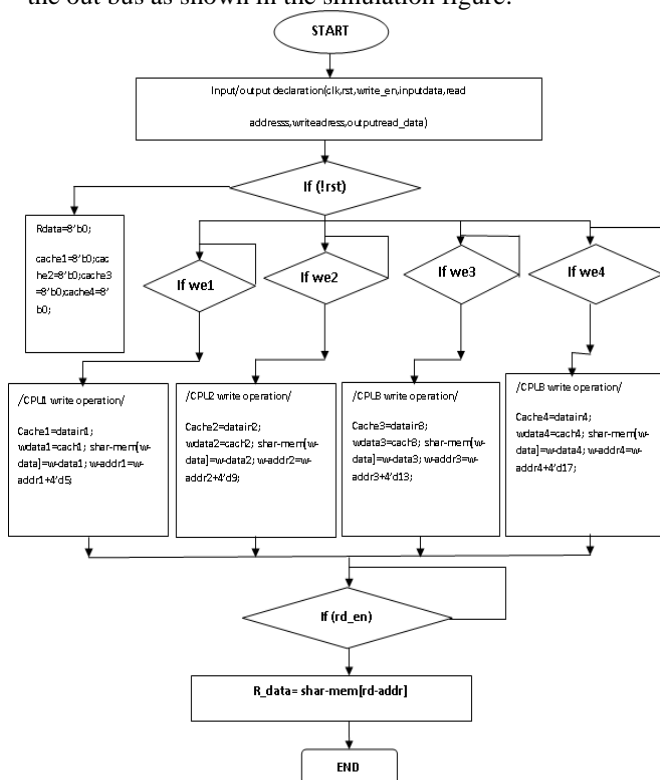 the out bus as shown in the simulation figure.
START
Input/output declaration(clk,rst,write_en,inputdata,read
addresss,writeadress,outputread_data)
If (!rst)
Rdata=8'b0;
cache1=8'b0;cac
he2=8'b0;cache3
=8'b0;cache4=8'
b0;
If we1
If we2
If we3
If we4
/CPU1 write operation/
Cache1=datain1;
wdata1=cach1; shar-mem[w-
data]=w-data1; w-addr1=w-
addr1+4'd5;
/CPU2 write operation/
Cache2=datain2;
wdata2=cach2; shar-mem[w-
data]=w-data2; w-addr2=w-
addr2+4'd9;
/CPU3 write operation/
Cache3=datain3;
wdata3=cach3; shar-mem[w-
data]=w-data3; w-addr3=w-
addr3+4'd13;
/CPU3 write operation/
Cache4=datain4;
wdata4=cach4; shar-mem[w-
data]=w-data4; w-addr4=w-
addr4+4'd17;
If (rd_en)
R_data= shar-mem[rd-addr]
END